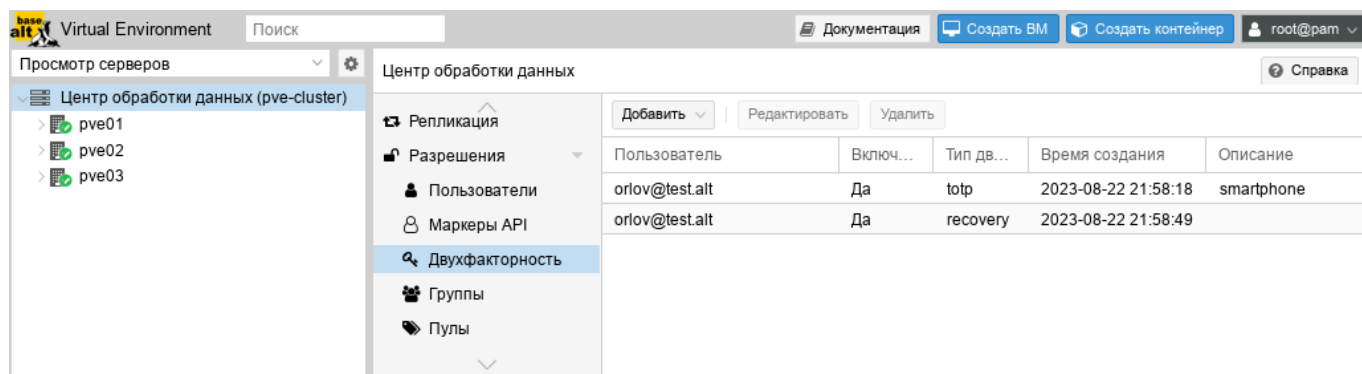 base alt Virtual Environment Поиск Документация Создать ВМ Создать контейнер root@pam
Просмотр серверов
Центр обработки данных (pve-cluster)
pve01
pve02
pve03
Центр обработки данных Справка
Репликация
Разрешения
Пользователи
Маркеры API
Двухфакторность
Группы
Пулы
Добавить Редактировать Удалить
Пользователь Включ... Тип дв... Время создания Описание
orlov@test.alt Да totp 2023-08-22 21:58:18 smartphone
orlov@test.alt Да recovery 2023-08-22 21:58:49